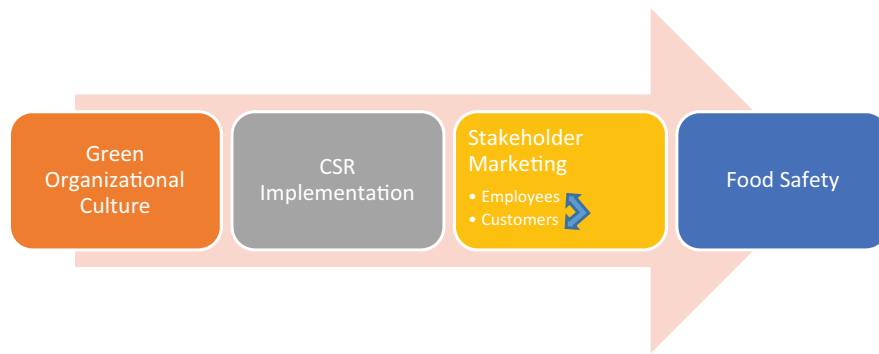 Green
Organizational
Culture
CSR
Implementation
Stakeholder
Marketing
• Employees
• Customers
Food Safety